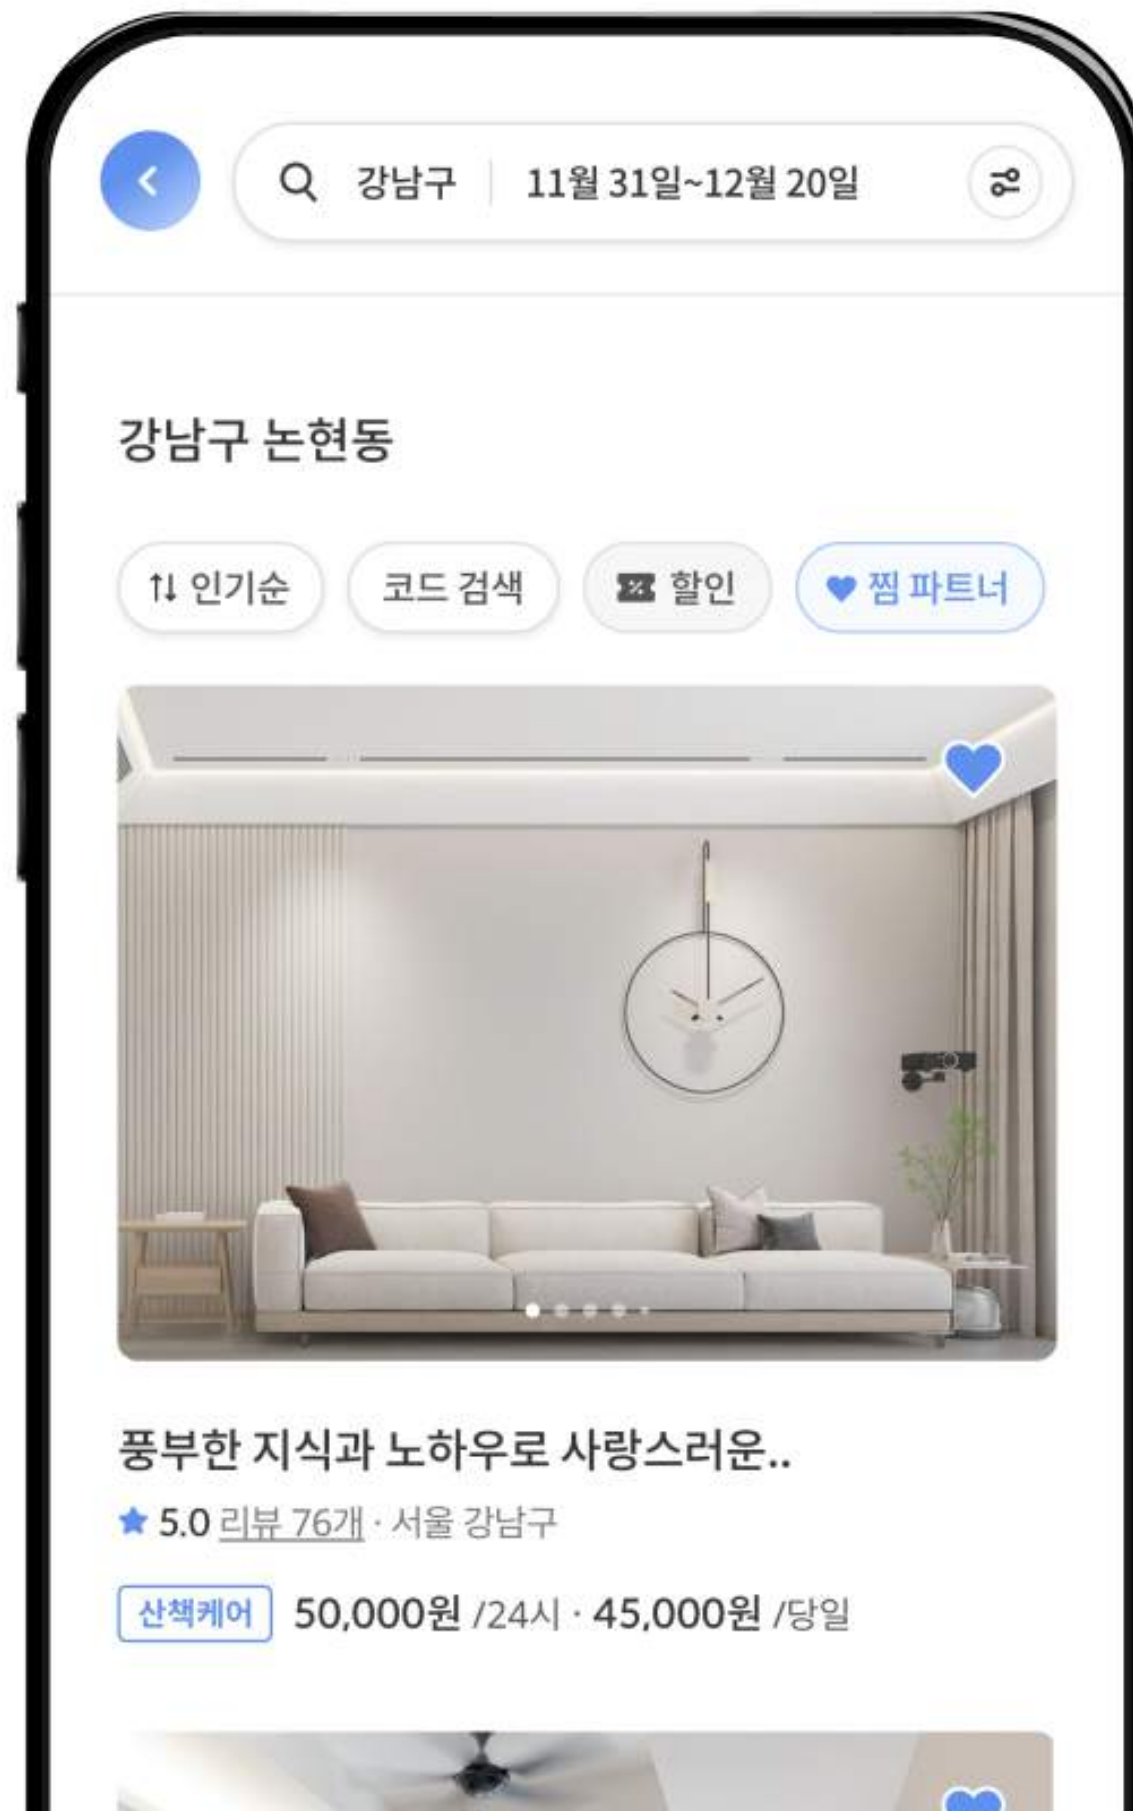 강남구 11월 31일~12월 20일
강남구 논현동
인기순 코드 검색 할인 찜 파트너
풍부한 지식과 노하우로 사랑스러운..
5.0 리뷰 76개 · 서울 강남구
산책케어 50,000원 /24시 · 45,000원 /당일